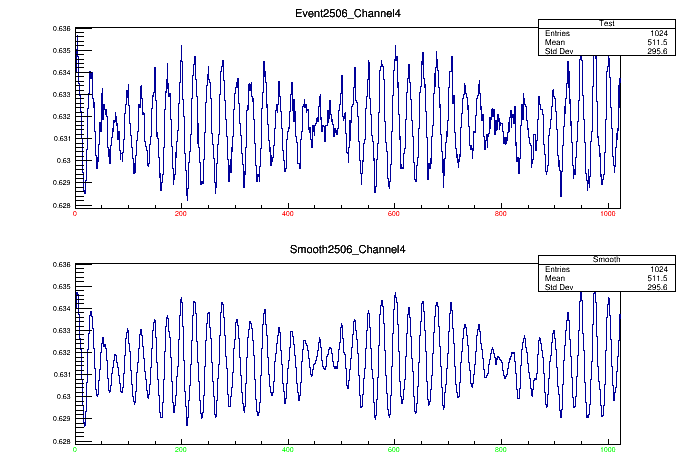 Event2506_Channel4
Test
Entries 1024
Mean 511.5
Std Dev 295.6
0.636
0.635
0.634
0.633
0.632
0.631
0.63
0.629
0.628
0 200 400 600 800 1000
Smooth2506_Channel4
Smooth
Entries 1024
Mean 511.5
Std Dev 295.6
0.636
0.635
0.634
0.633
0.632
0.631
0.63
0.629
0.628
0 200 400 600 800 1000